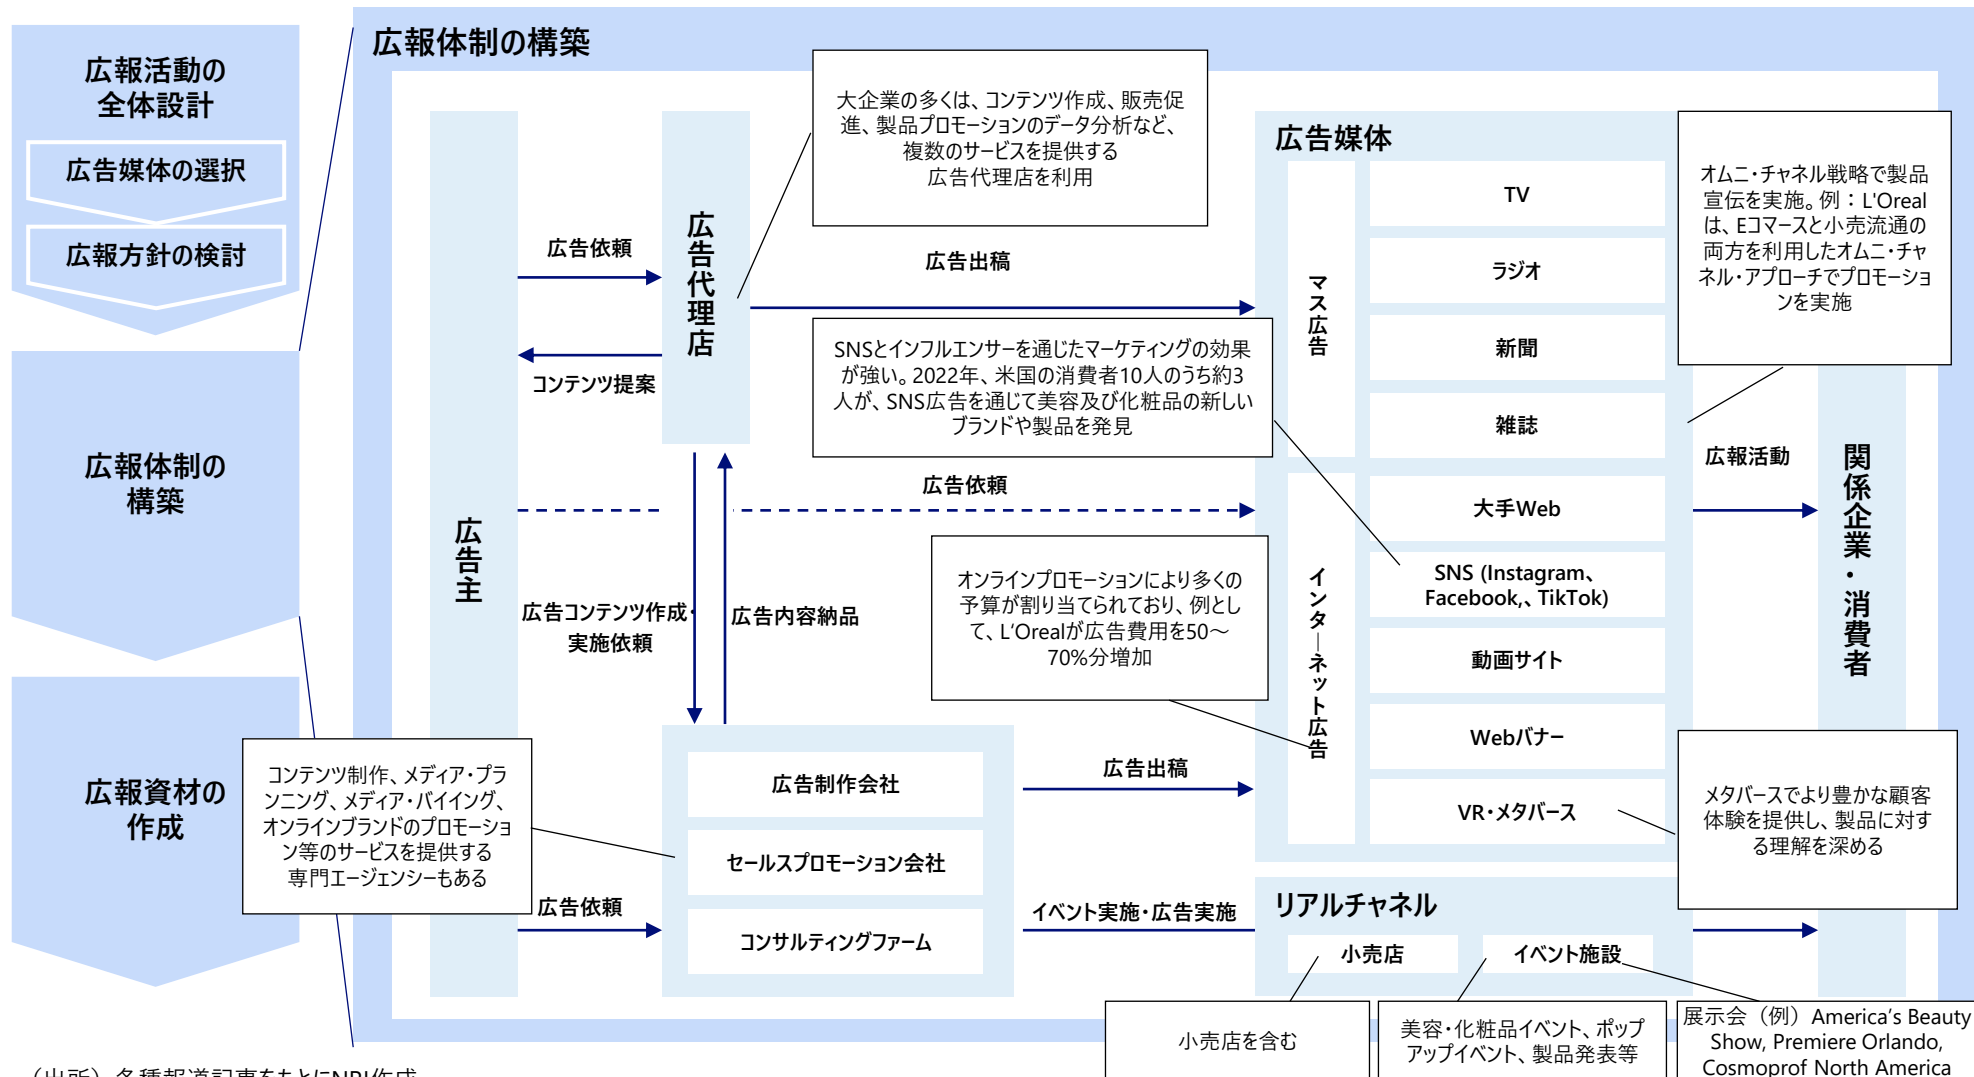 広報活動の
全体設計
広告媒体の選択
広報方針の検討
広報体制の
構築
広報資材の
作成
広報体制の構築
広告主
広告依頼
コンテンツ提案
広告代理店
大企業の多くは、コンテンツ作成、販売促
進、製品プロモーションのデータ分析など、
複数のサービスを提供する
広告代理店を利用
広告出稿
SNSとインフルエンサーを通じたマーケティングの効果
が強い。2022年、米国の消費者10人のうち約3
人が、SNS広告を通じて美容及び化粧品の新しい
ブランドや製品を発見
広告依頼
広告コンテンツ作成・
実施依頼
広告内容納品
オンラインプロモーションにより多くの
予算が割り当てられており、例とし
て、L'Orealが広告費用を50～
70%分増加
コンテンツ制作、メディア・プラ
ンニング、メディア・バイイング、
オンラインブランドのプロモーショ
ン等のサービスを提供する
専門エージェンシーもある
広告依頼
広告制作会社
セールスプロモーション会社
コンサルティングファーム
広告出稿
イベント実施・広告実施
広告媒体
マス広告
TV
ラジオ
新聞
雑誌
インターネット広告
大手Web
SNS (Instagram、
Facebook,、TikTok)
動画サイト
Webバナー
VR・メタバース
リアルチャネル
小売店
イベント施設
オムニ・チャネル戦略で製品
宣伝を実施。例：L'Oreal
は、Eコマースと小売流通の
両方を利用したオムニ・チャ
ネル・アプローチでプロモーショ
ンを実施
広報活動
関係企業・消費者
メタバースでより豊かな顧客
体験を提供し、製品に対す
る理解を深める
小売店を含む
美容・化粧品イベント、ポップ
アップイベント、製品発表等
展示会（例）America's Beauty
Show, Premiere Orlando,
Cosmoprof North America
（出所）各種報道記事をもとにNRI作成